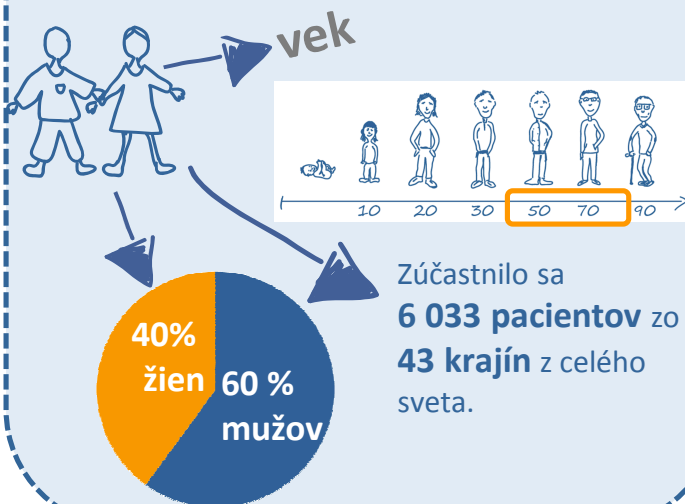 vek
10 20 30 50 70 90
Zúčastnilo sa
6 033 pacientov zo
43 krajín z celého
sveta.
40%
žien
60 %
mužov